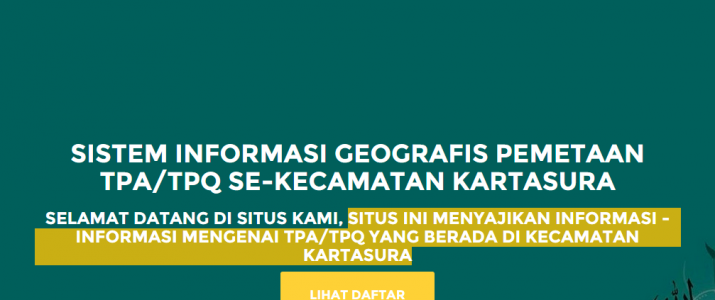 SISTEM INFORMASI GEOGRAFIS PEMETAAN
TPA/TPQ SE-KECAMATAN KARTASURA
SELAMAT DATANG DI SITUS KAMI, SITUS INI MENYAJIKAN INFORMASI -
INFORMASI MENGENAI TPA/TPQ YANG BERADA DI KECAMATAN
KARTASURA
LIHAT DAFTAR